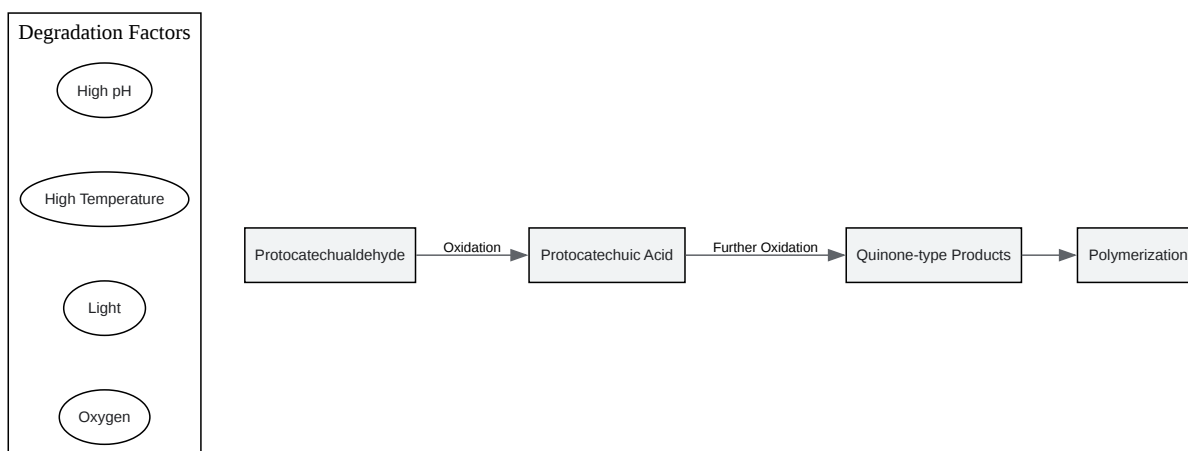 Degradation Factors
High pH
High Temperature
Light
Oxygen
Protocatechualdehyde
Oxidation
Protocatechuic Acid
Further Oxidation
Quinone-type Products
Polymerization